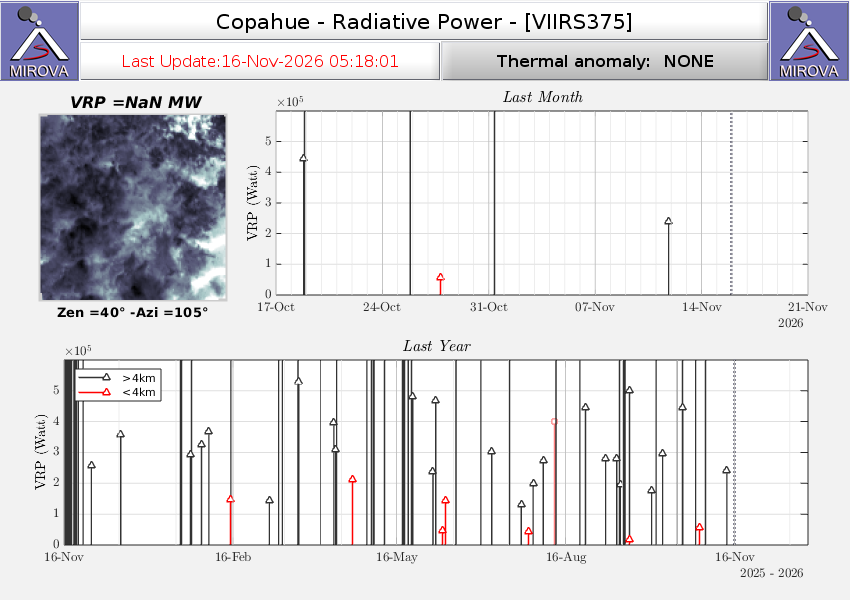 MIROVA
Copahue - Radiative Power - [VIIRS375]
MIROVA
Last Update:16-Nov-2026 05:18:01
Thermal anomaly: NONE
VRP =NaN MW
Zen =40° -Azi =105°
Last Month
×10⁵
VRP (Watt)
5
4
3
2
1
0
17-Oct
24-Oct
31-Oct
07-Nov
14-Nov
21-Nov
2026
Last Year
×10⁵
VRP (Watt)
>4km
<4km
5
4
3
2
1
0
16-Nov
16-Feb
16-May
16-Aug
16-Nov
2025 - 2026